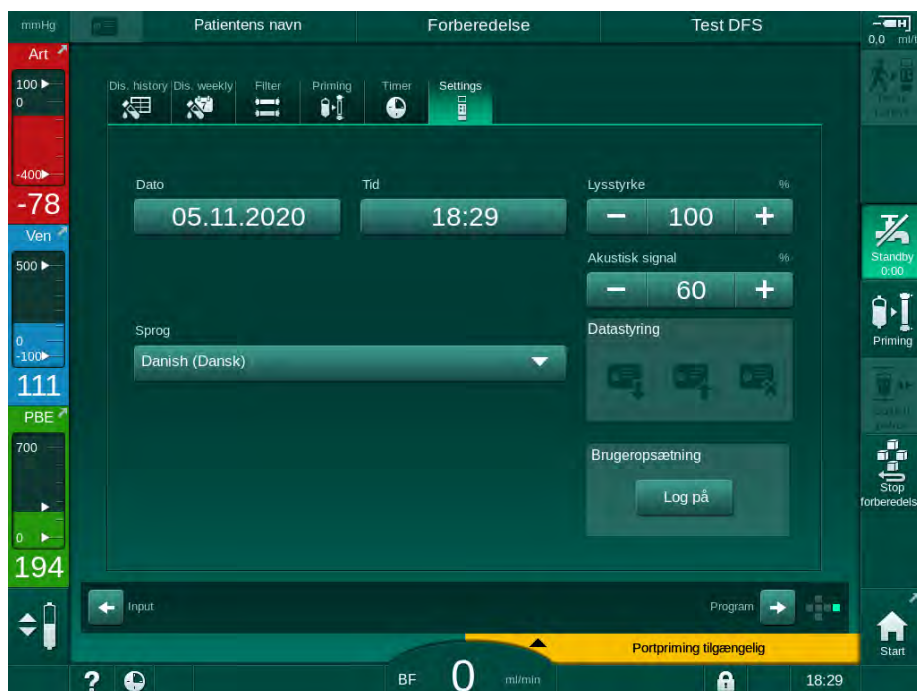 mmHg
Patientens navn
Forberedelse
Test DFS
0,0 ml/t
Art
100
0
-400
-78
Ven
500
0
-100
111
PBE
700
0
194
Dis. history
Dis. weekly
Filter
Priming
Timer
Settings
Dato
Tid
Lysstyrke %
05.11.2020
18:29
− 100 +
Akustisk signal %
− 60 +
Sprog
Datastyring
Danish (Dansk)
Brugeropsætning
Log på
Input
Program
Portpriming tilgængelig
Standby
0:00
Priming
Stop
forberedels
Start
?
BF 0 ml/min
18:29